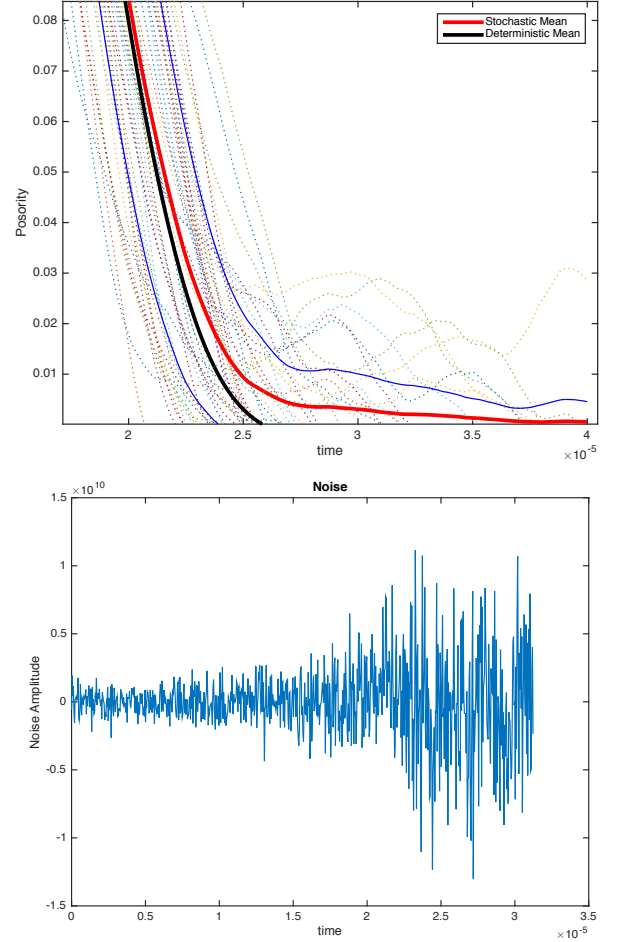 0.08
0.07
0.06
0.05
0.04
0.03
0.02
0.01
Posority
Stochastic Mean
Deterministic Mean
2 2.5 3 3.5 4
time
×10-5
Noise
×10^10
1.5
1
0.5
0
-0.5
-1
-1.5
Noise Amplitude
0 0.5 1 1.5 2 2.5 3 3.5
time
×10-5